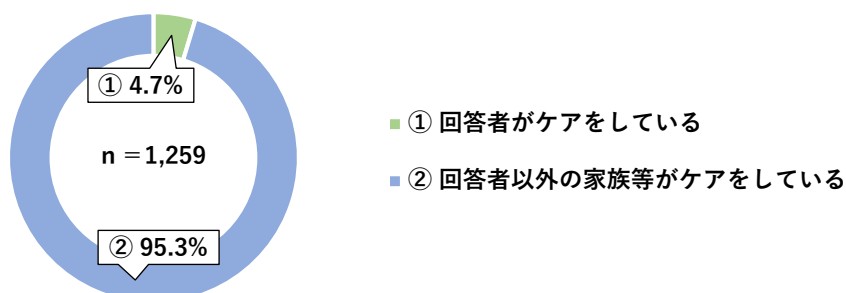 ① 4.7%
n ＝1,259
② 95.3%
① 回答者がケアをしている
② 回答者以外の家族等がケアをしている